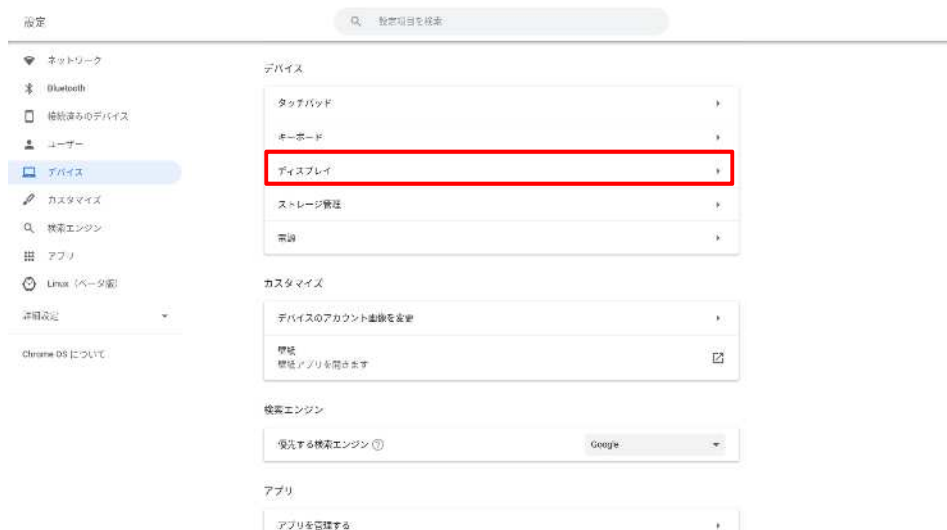 設定
設定項目を検索
ネットワーク
Bluetooth
接続済みのデバイス
ユーザー
デバイス
カスタマイズ
検索エンジン
アプリ
Linux（ベータ版）
詳細設定
Chrome OS について
デバイス
タッチパッド
キーボード
ディスプレイ
ストレージ管理
電源
カスタマイズ
デバイスのアカウント画像を変更
壁紙
壁紙アプリを開きます
検索エンジン
優先する検索エンジン
Google
アプリ
アプリを管理する